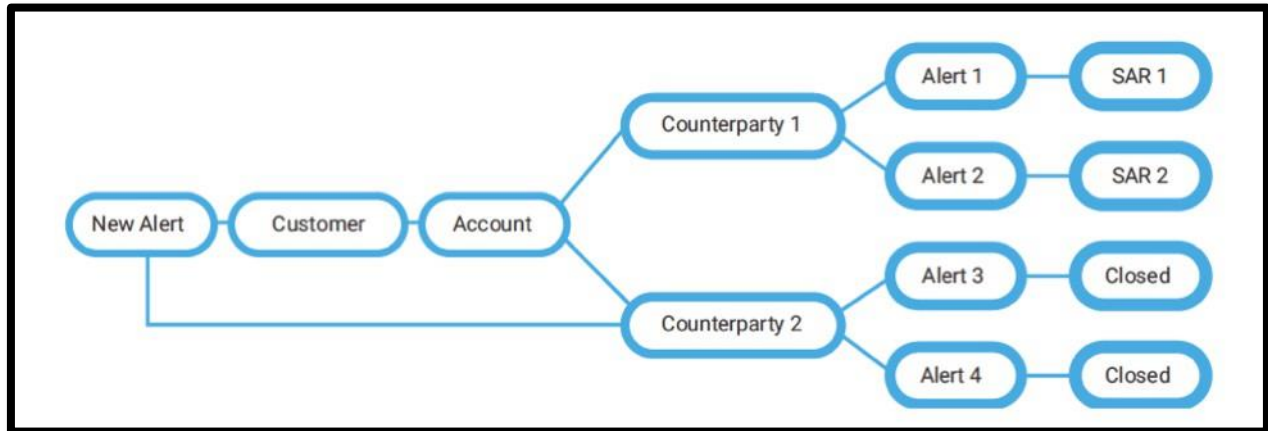 New Alert
Customer
Account
Counterparty 1
Counterparty 2
Alert 1
SAR 1
Alert 2
SAR 2
Alert 3
Closed
Alert 4
Closed